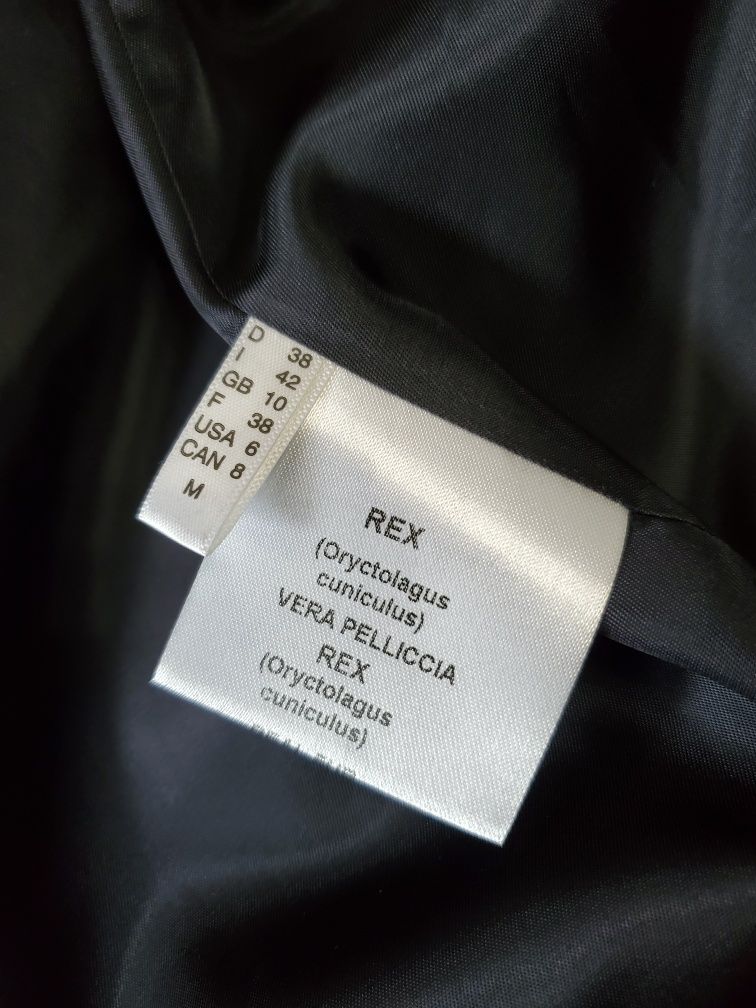 D 38
I 42
GB 10
F 38
USA 6
CAN 8
M
REX
(Oryctolagus
cuniculus)
VERA PELLICCIA
REX
(Oryctolagus
cuniculus)